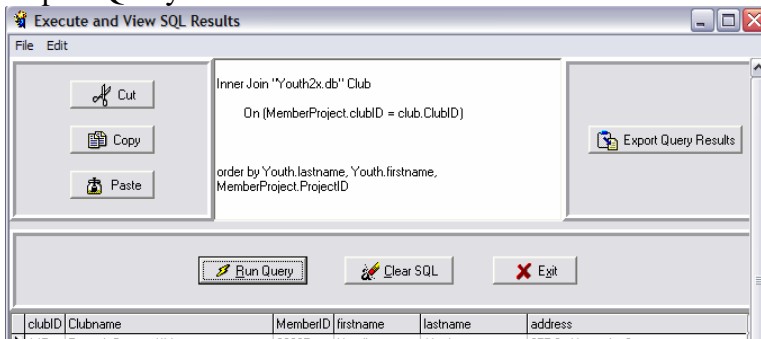 Execute and View SQL Results
File Edit
Cut
Copy
Paste
Inner Join "Youth2x.db" Club
On (MemberProject.clubID = club.ClubID)
order by Youth.lastname, Youth.firstname,
MemberProject.ProjectID
Export Query Results
Run Query
Clear SQL
Exit
clubID Clubname MemberID firstname lastname address